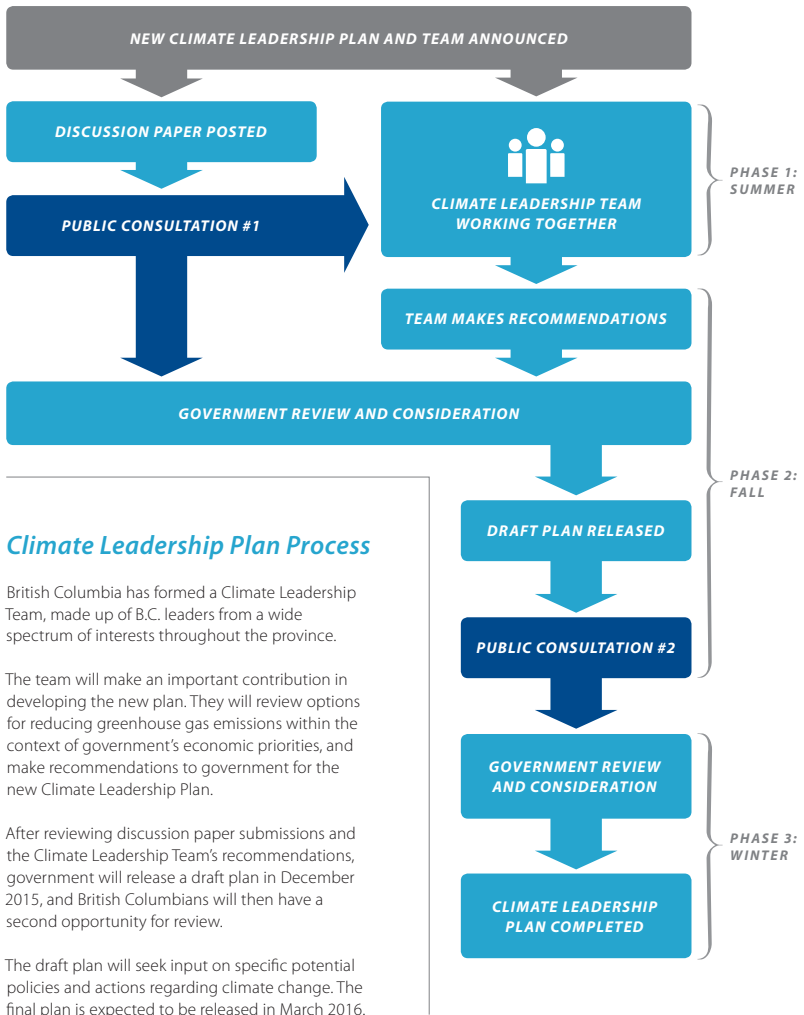 NEW CLIMATE LEADERSHIP PLAN AND TEAM ANNOUNCED
DISCUSSION PAPER POSTED
PUBLIC CONSULTATION #1
CLIMATE LEADERSHIP TEAM
WORKING TOGETHER
PHASE 1:
SUMMER
TEAM MAKES RECOMMENDATIONS
GOVERNMENT REVIEW AND CONSIDERATION
DRAFT PLAN RELEASED
PUBLIC CONSULTATION #2
PHASE 2:
FALL
GOVERNMENT REVIEW
AND CONSIDERATION
CLIMATE LEADERSHIP
PLAN COMPLETED
PHASE 3:
WINTER
Climate Leadership Plan Process
British Columbia has formed a Climate Leadership
Team, made up of B.C. leaders from a wide
spectrum of interests throughout the province.
The team will make an important contribution in
developing the new plan. They will review options
for reducing greenhouse gas emissions within the
context of government's economic priorities, and
make recommendations to government for the
new Climate Leadership Plan.
After reviewing discussion paper submissions and
the Climate Leadership Team's recommendations,
government will release a draft plan in December
2015, and British Columbians will then have a
second opportunity for review.
The draft plan will seek input on specific potential
policies and actions regarding climate change. The
final plan is expected to be released in March 2016.